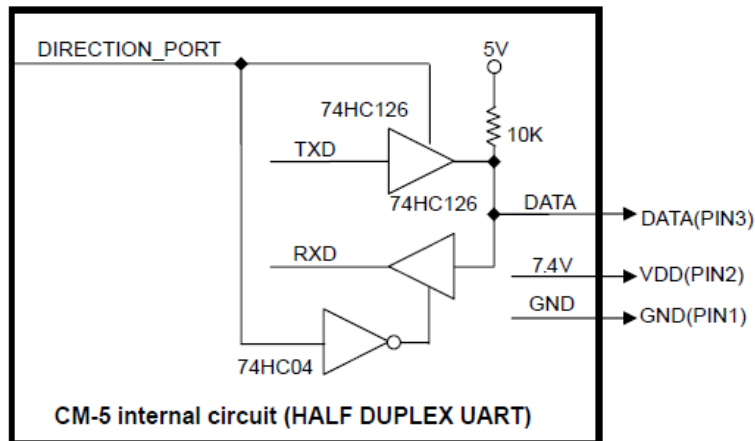 DIRECTION_PORT
5V
74HC126
10K
TXD
74HC126
DATA
DATA(PIN3)
RXD
7.4V
VDD(PIN2)
GND
GND(PIN1)
74HC04
CM-5 internal circuit (HALF DUPLEX UART)